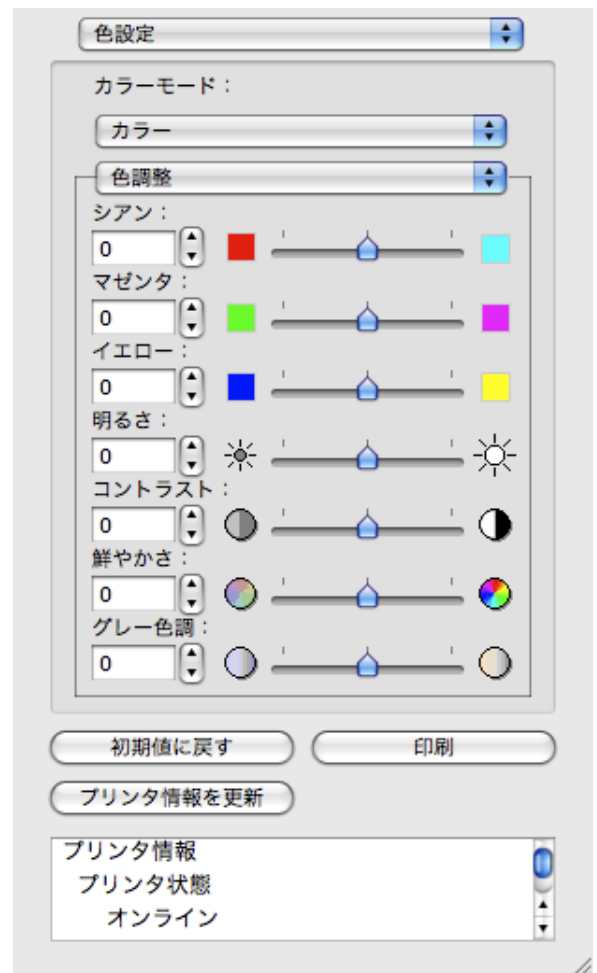 色設定
カラーモード：
カラー
色調整
シアン：
0
マゼンタ：
0
イエロー：
0
明るさ：
0
コントラスト：
0
鮮やかさ：
0
グレー色調：
0
初期値に戻す
印刷
プリンタ情報を更新
プリンタ情報
プリンタ状態
オンライン